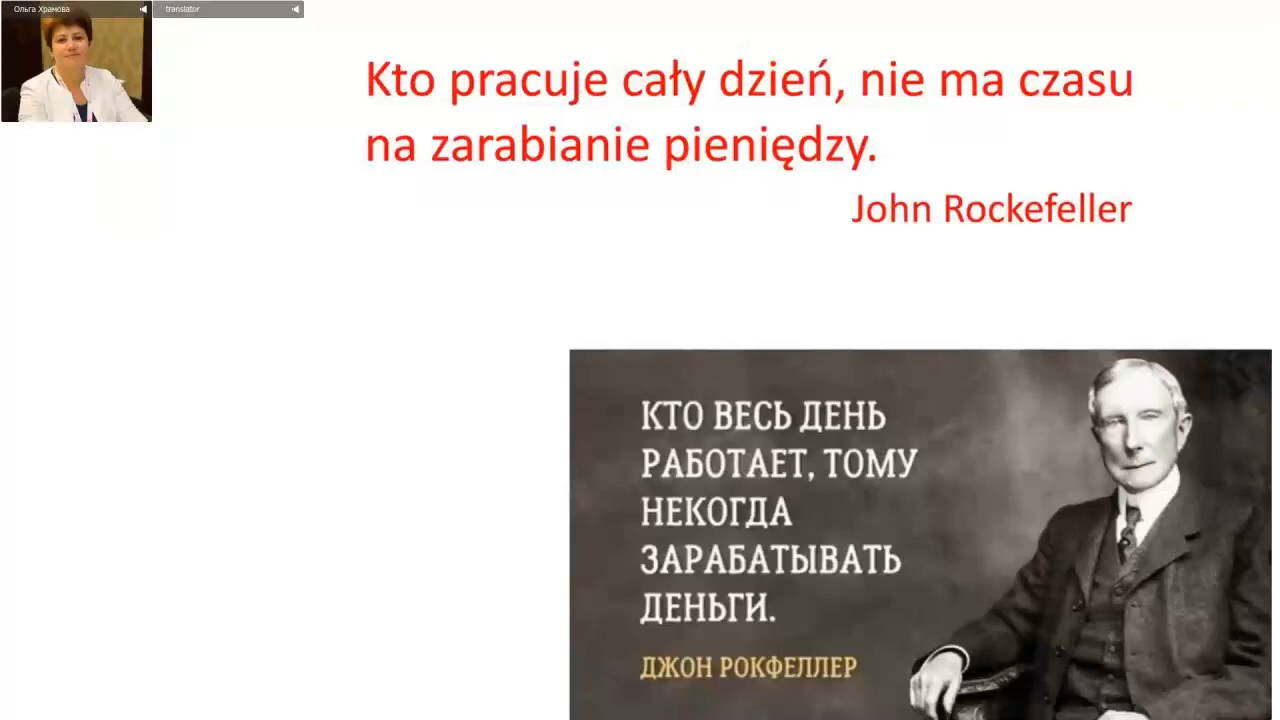 Ольга Храмова
translator
Kto pracuje cały dzień, nie ma czasu
na zarabianie pieniędzy.
John Rockefeller
КТО ВЕСЬ ДЕНЬ
РАБОТАЕТ, ТОМУ
НЕКОГДА
ЗАРАБАТЫВАТЬ
ДЕНЬГИ.
ДЖОН РОКФЕЛЛЕР